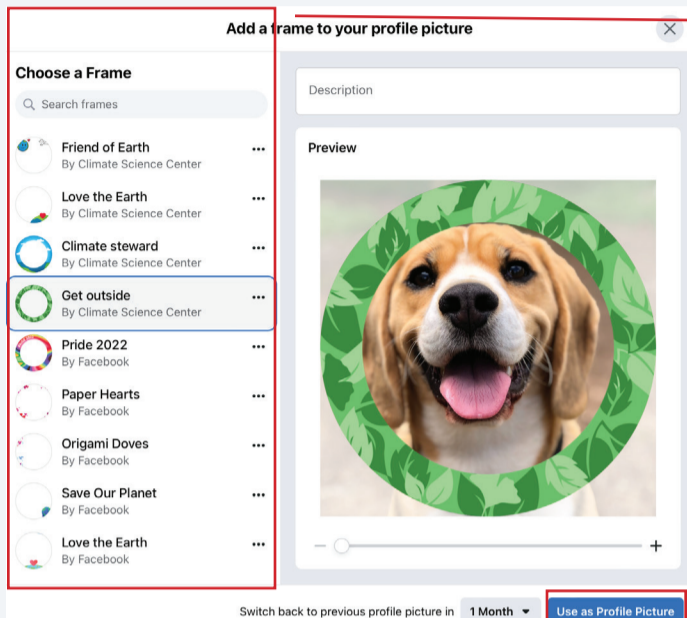 Add a frame to your profile picture
Choose a Frame
Search frames
Friend of Earth
By Climate Science Center
Love the Earth
By Climate Science Center
Climate steward
By Climate Science Center
Get outside
By Climate Science Center
Pride 2022
By Facebook
Paper Hearts
By Facebook
Origami Doves
By Facebook
Save Our Planet
By Facebook
Love the Earth
By Facebook
Description
Preview
Switch back to previous profile picture in 1 Month Use as Profile Picture